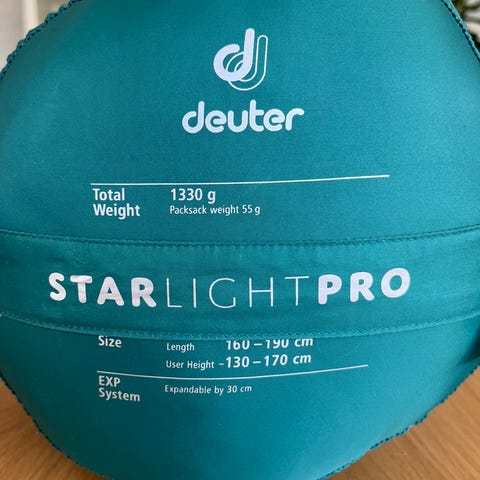 deuter
Total Weight 1330 g
Packsack weight 55 g
STARLIGHTPRO
Size Length 160 – 190 cm
User Height ~130 – 170 cm
EXP System Expandable by 30 cm